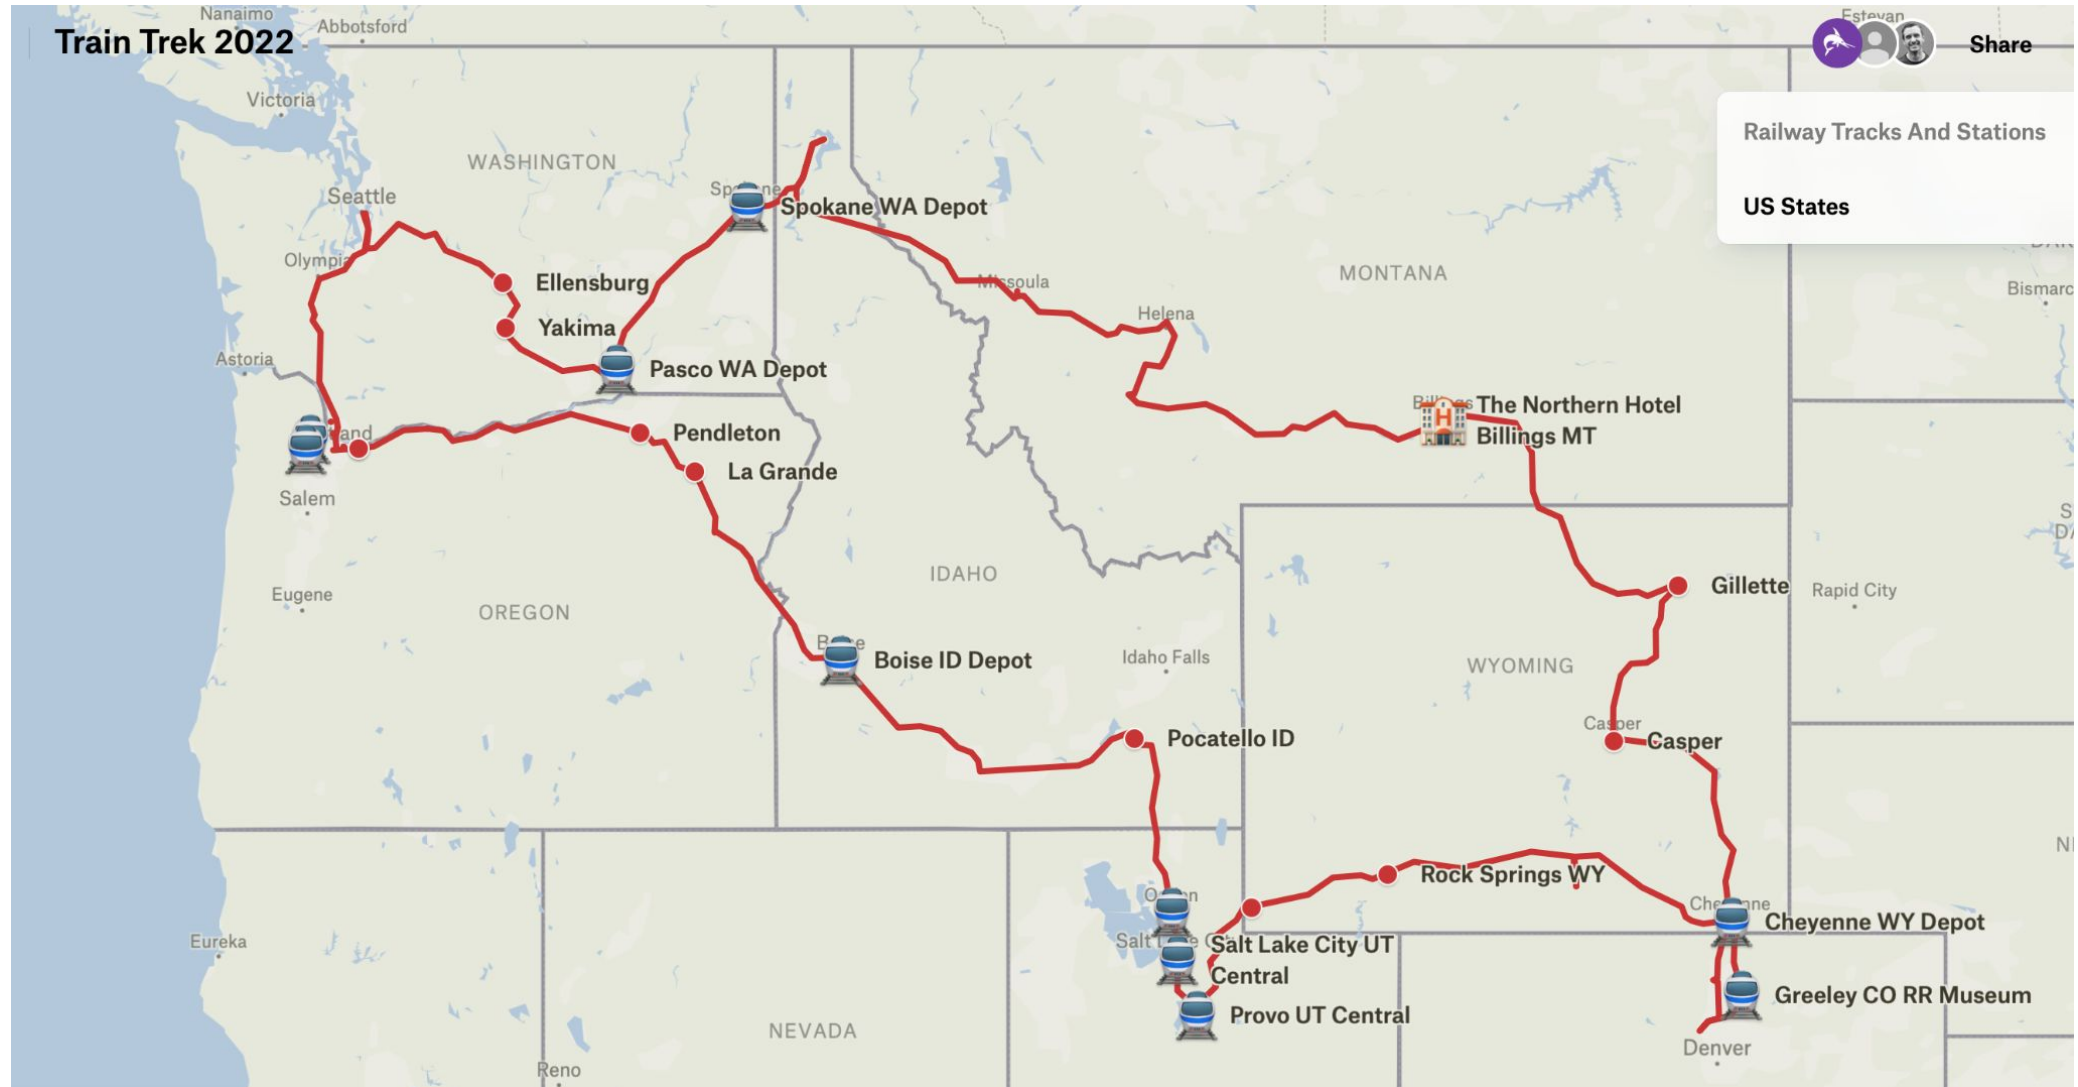 Nanaimo
Abbotsford
Estevan
Train Trek 2022
Share
Victoria
Railway Tracks And Stations
WASHINGTON
Seattle
Spokane WA Depot
US States
Olympia
MONTANA
Missoula
Ellensburg
Helena
Yakima
Astoria
Pasco WA Depot
The Northern Hotel
Billings MT
Pendleton
La Grande
Salem
IDAHO
Gillette
Rapid City
Eugene
OREGON
Boise ID Depot
Idaho Falls
WYOMING
Casper
Casper
Pocatello ID
Rock Springs WY
Cheyenne WY Depot
Eureka
Salt Lake City UT
Central
Greeley CO RR Museum
Provo UT Central
NEVADA
Denver
Reno